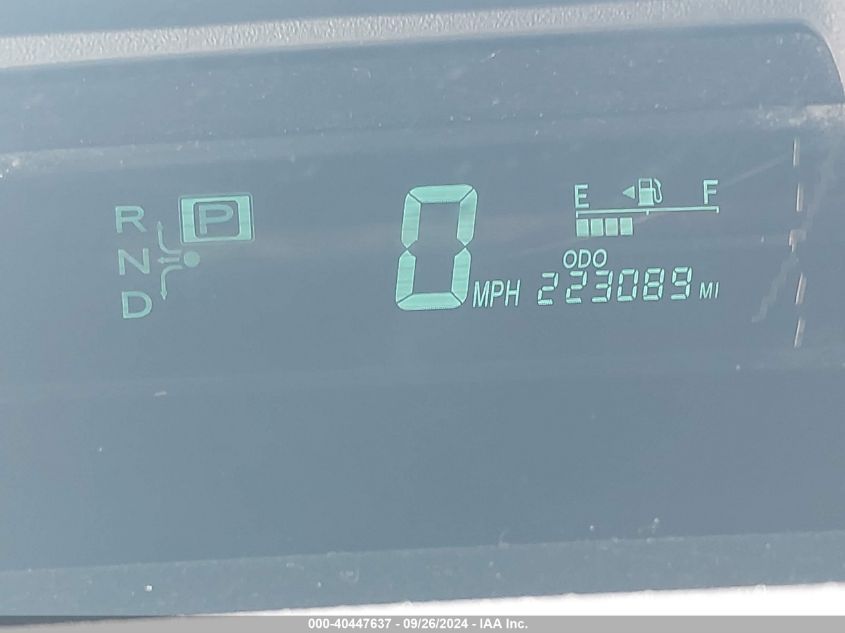 R P
N
D
0 MPH
E F
ODO
223089 MI
000-40447637 - 09/26/2024 - IAA Inc.